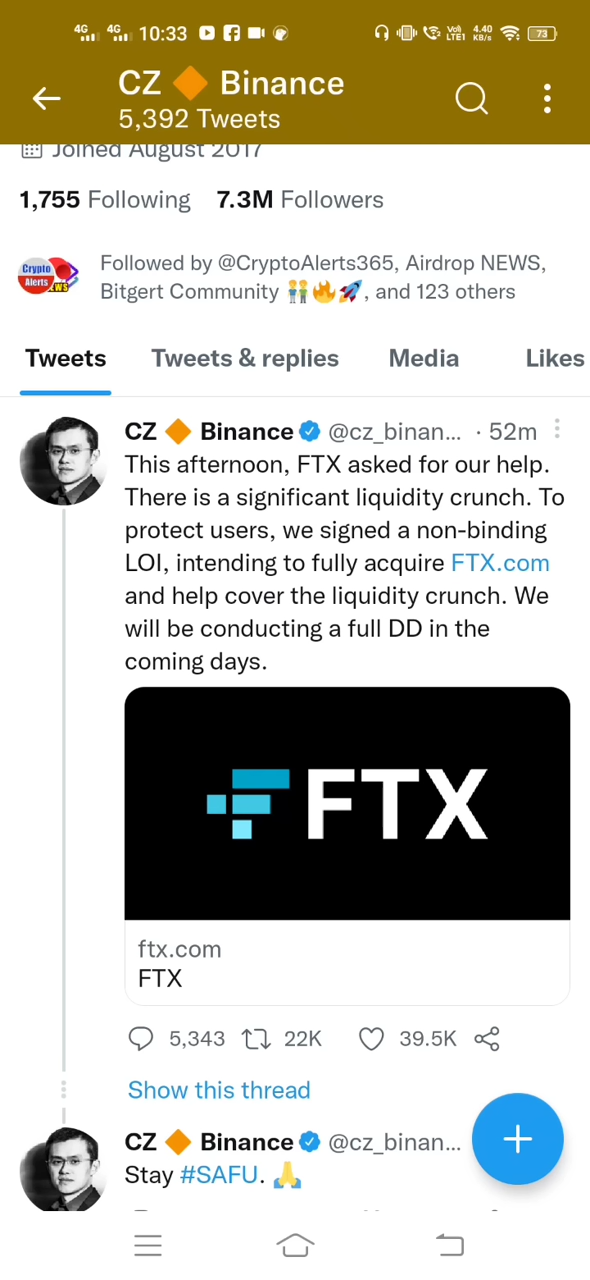 4G 4G 10:33 Vo) LTE1 4.40 KB/s 73
CZ 🔶 Binance
5,392 Tweets
Joined August 2017
1,755 Following 7.3M Followers
Crypto Alerts
EWS
Followed by @CryptoAlerts365, Airdrop NEWS,
Bitgert Community 👬🔥🚀, and 123 others
Tweets Tweets & replies Media Likes
CZ 🔶 Binance @cz_binan... · 52m
This afternoon, FTX asked for our help.
There is a significant liquidity crunch. To
protect users, we signed a non-binding
LOI, intending to fully acquire FTX.com
and help cover the liquidity crunch. We
will be conducting a full DD in the
coming days.
FTX
ftx.com
FTX
5,343 22K 39.5K
Show this thread
CZ 🔶 Binance @cz_binan...
Stay #SAFU. 🙏